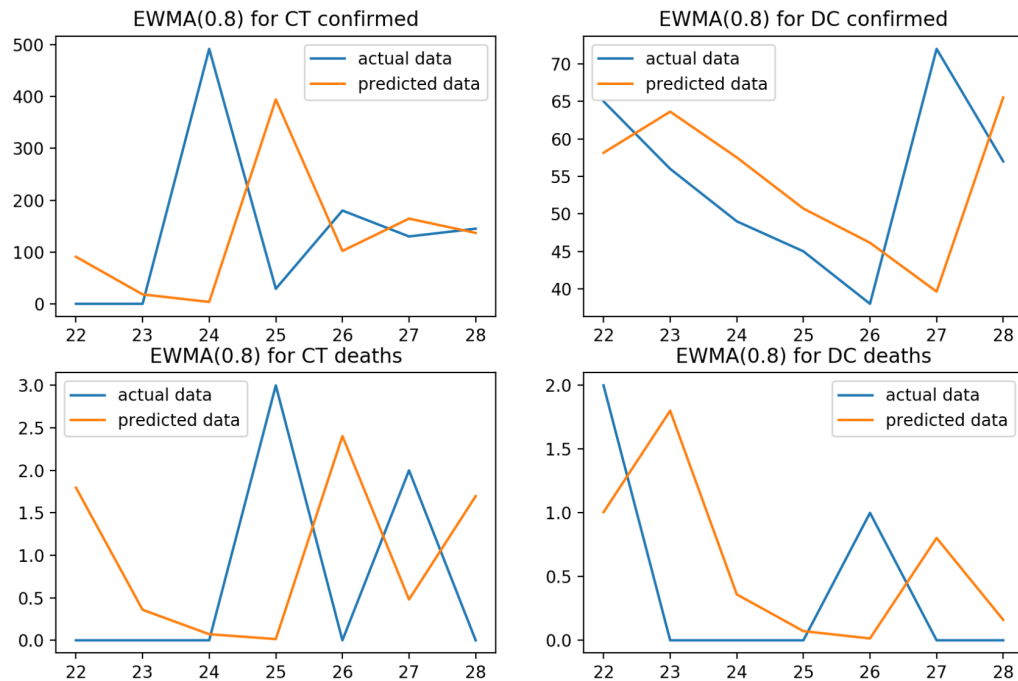 EWMA(0.8) for CT confirmed
500
400
300
200
100
0
actual data
predicted data
22 23 24 25 26 27 28
EWMA(0.8) for DC confirmed
70
65
60
55
50
45
40
actual data
predicted data
22 23 24 25 26 27 28
EWMA(0.8) for CT deaths
3.0
2.5
2.0
1.5
1.0
0.5
0.0
actual data
predicted data
22 23 24 25 26 27 28
EWMA(0.8) for DC deaths
2.0
1.5
1.0
0.5
0.0
actual data
predicted data
22 23 24 25 26 27 28